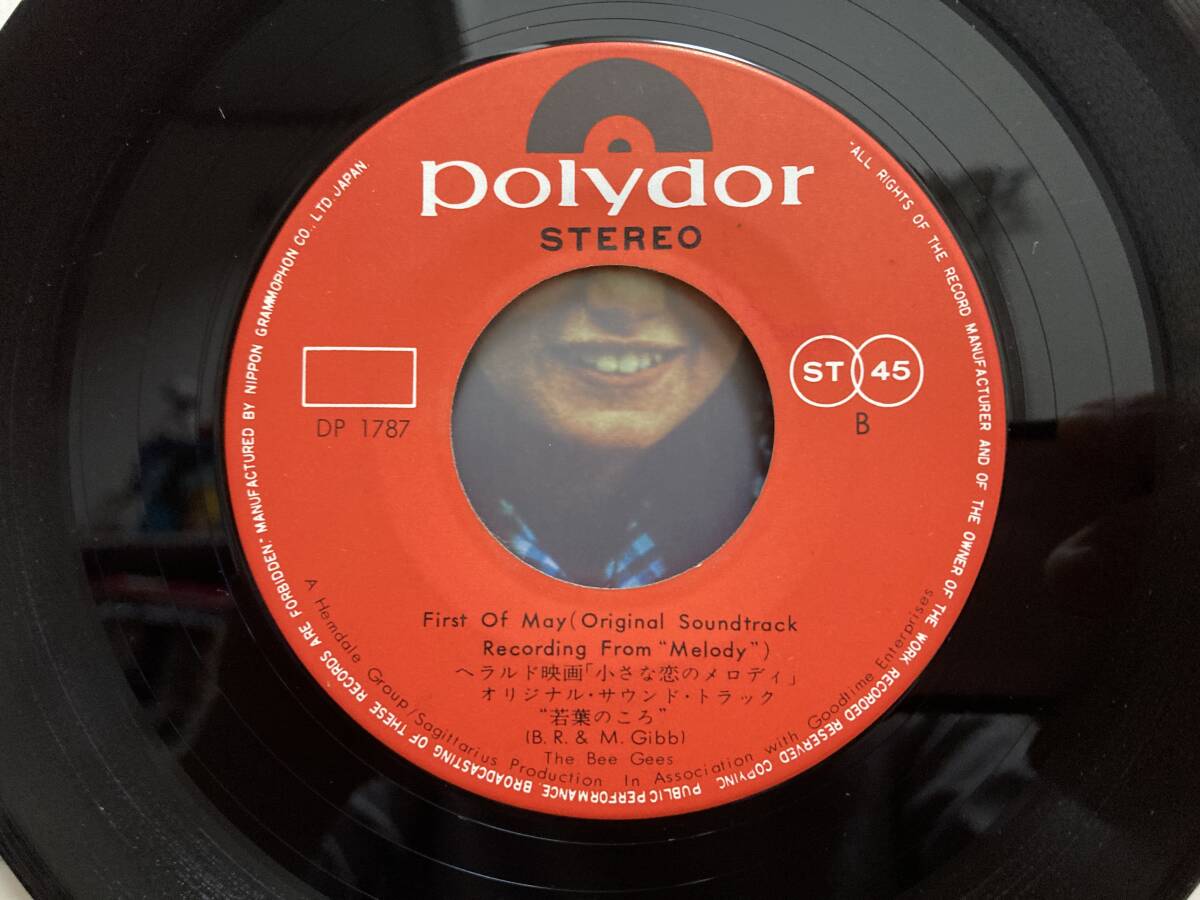 polydor
STEREO
DP 1787
ST 45
B
First Of May (Original Soundtrack
Recording From "Melody")
ヘラルド映画「小さな恋のメロディ」
オリジナル・サウンド・トラック
"若葉のころ"
(B. R. & M. Gibb)
The Bee Gees
A Hemdale Group/Sagittarius Production In Association with Goodtime Enterprises
ALL RIGHTS OF THE RECORD MANUFACTURER AND OF THE OWNER OF THE WORK RECORDED RESERVED COPYING, PUBLIC PERFORMANCE, BROADCASTING OF THESE RECORDS ARE FORBIDDEN. MANUFACTURED BY NIPPON GRAMMOPHON CO., LTD. JAPAN.